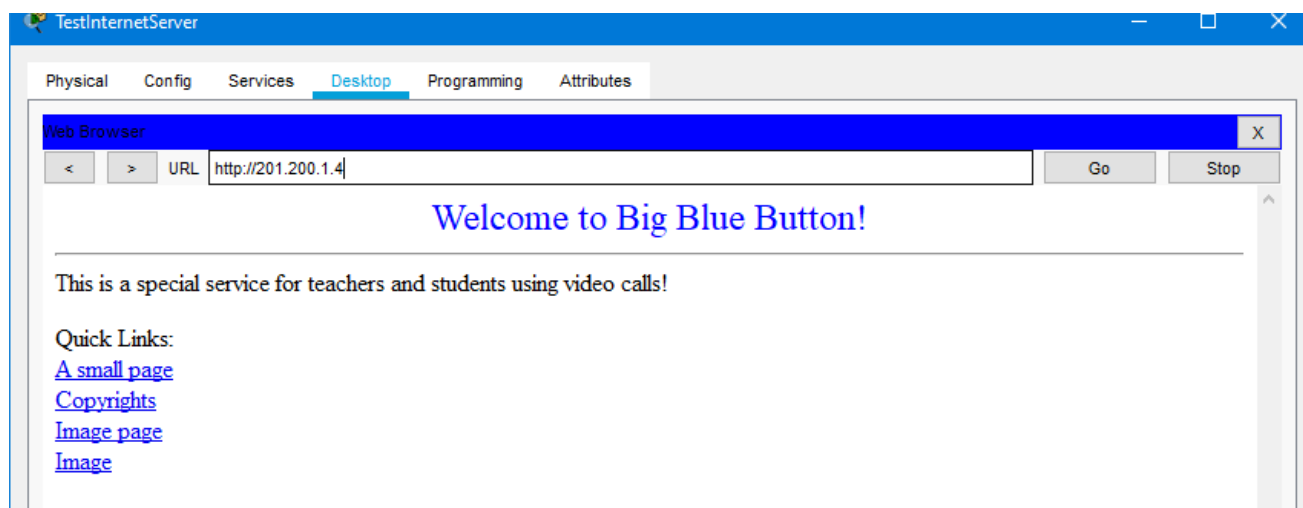 TestInternetServer
Physical Config Services Desktop Programming Attributes
Web Browser X
< > URL http://201.200.1.4 Go Stop
Welcome to Big Blue Button!
This is a special service for teachers and students using video calls!
Quick Links:
A small page
Copyrights
Image page
Image